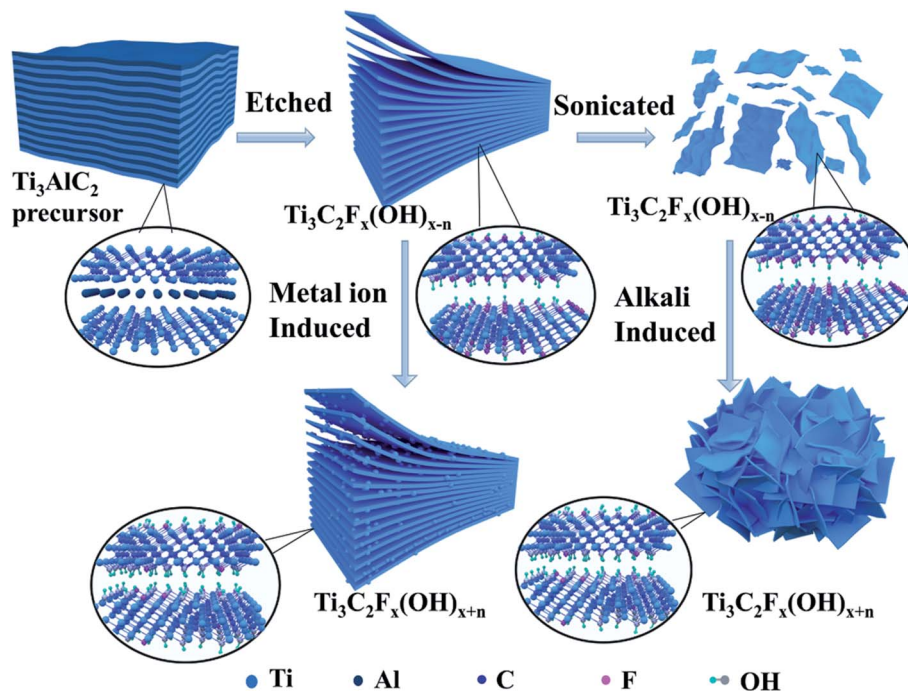 Etched
Sonicated
Ti₃AlC₂
precursor
Ti₃C₂Fₓ(OH)ₓ₋ₙ
Ti₃C₂Fₓ(OH)ₓ₋ₙ
Metal ion
Induced
Alkali
Induced
Ti₃C₂Fₓ(OH)ₓ₊ₙ
Ti₃C₂Fₓ(OH)ₓ₊ₙ
Ti Al C F OH